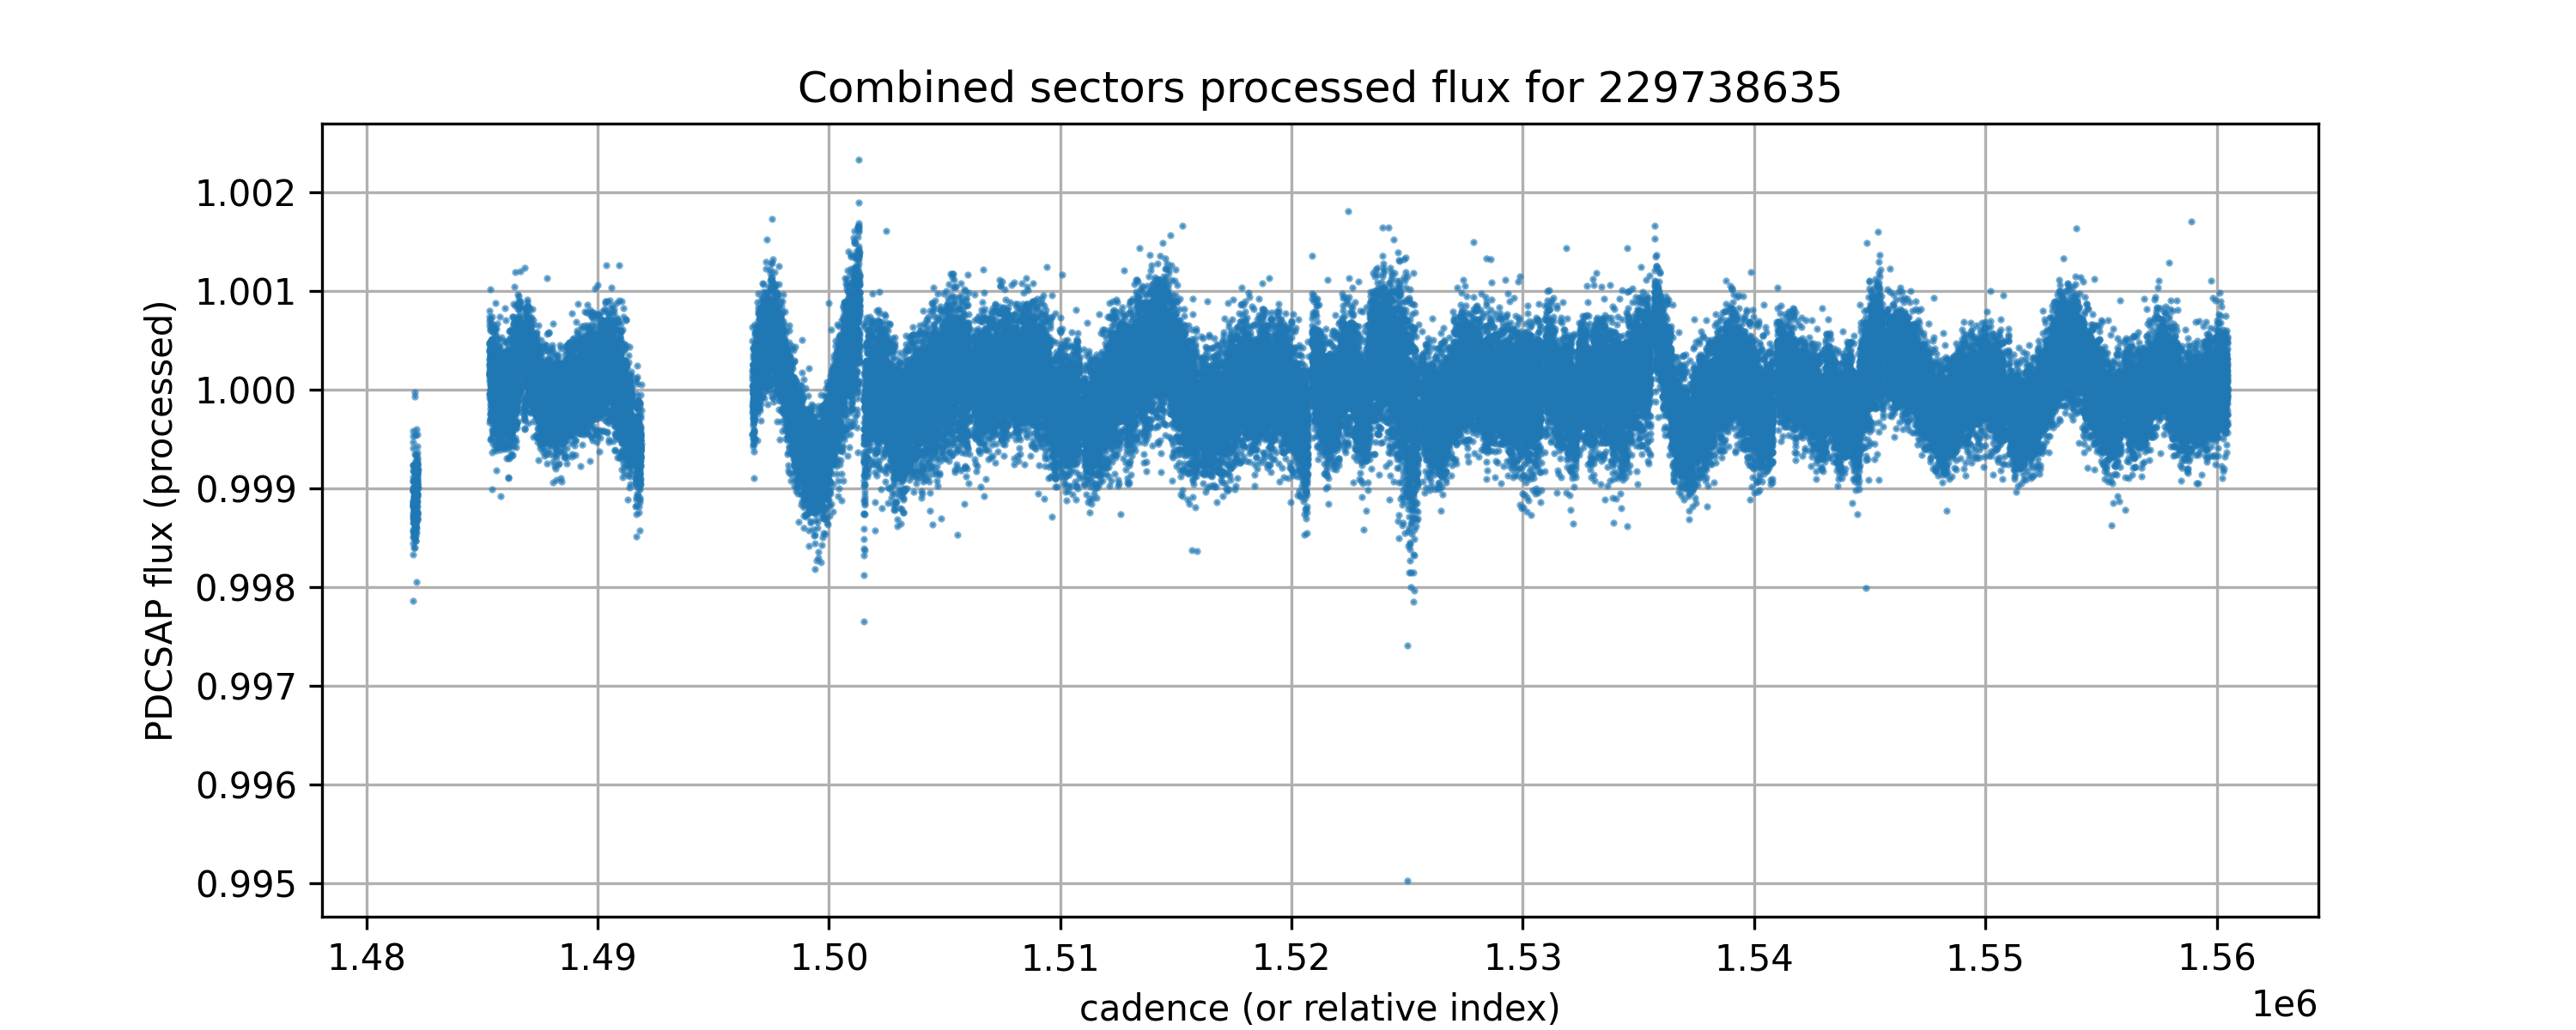 Combined sectors processed flux for 229738635
PDCSAP flux (processed)
1.002
1.001
1.000
0.999
0.998
0.997
0.996
0.995
1.48 1.49 1.50 1.51 1.52 1.53 1.54 1.55 1.56
1e6
cadence (or relative index)